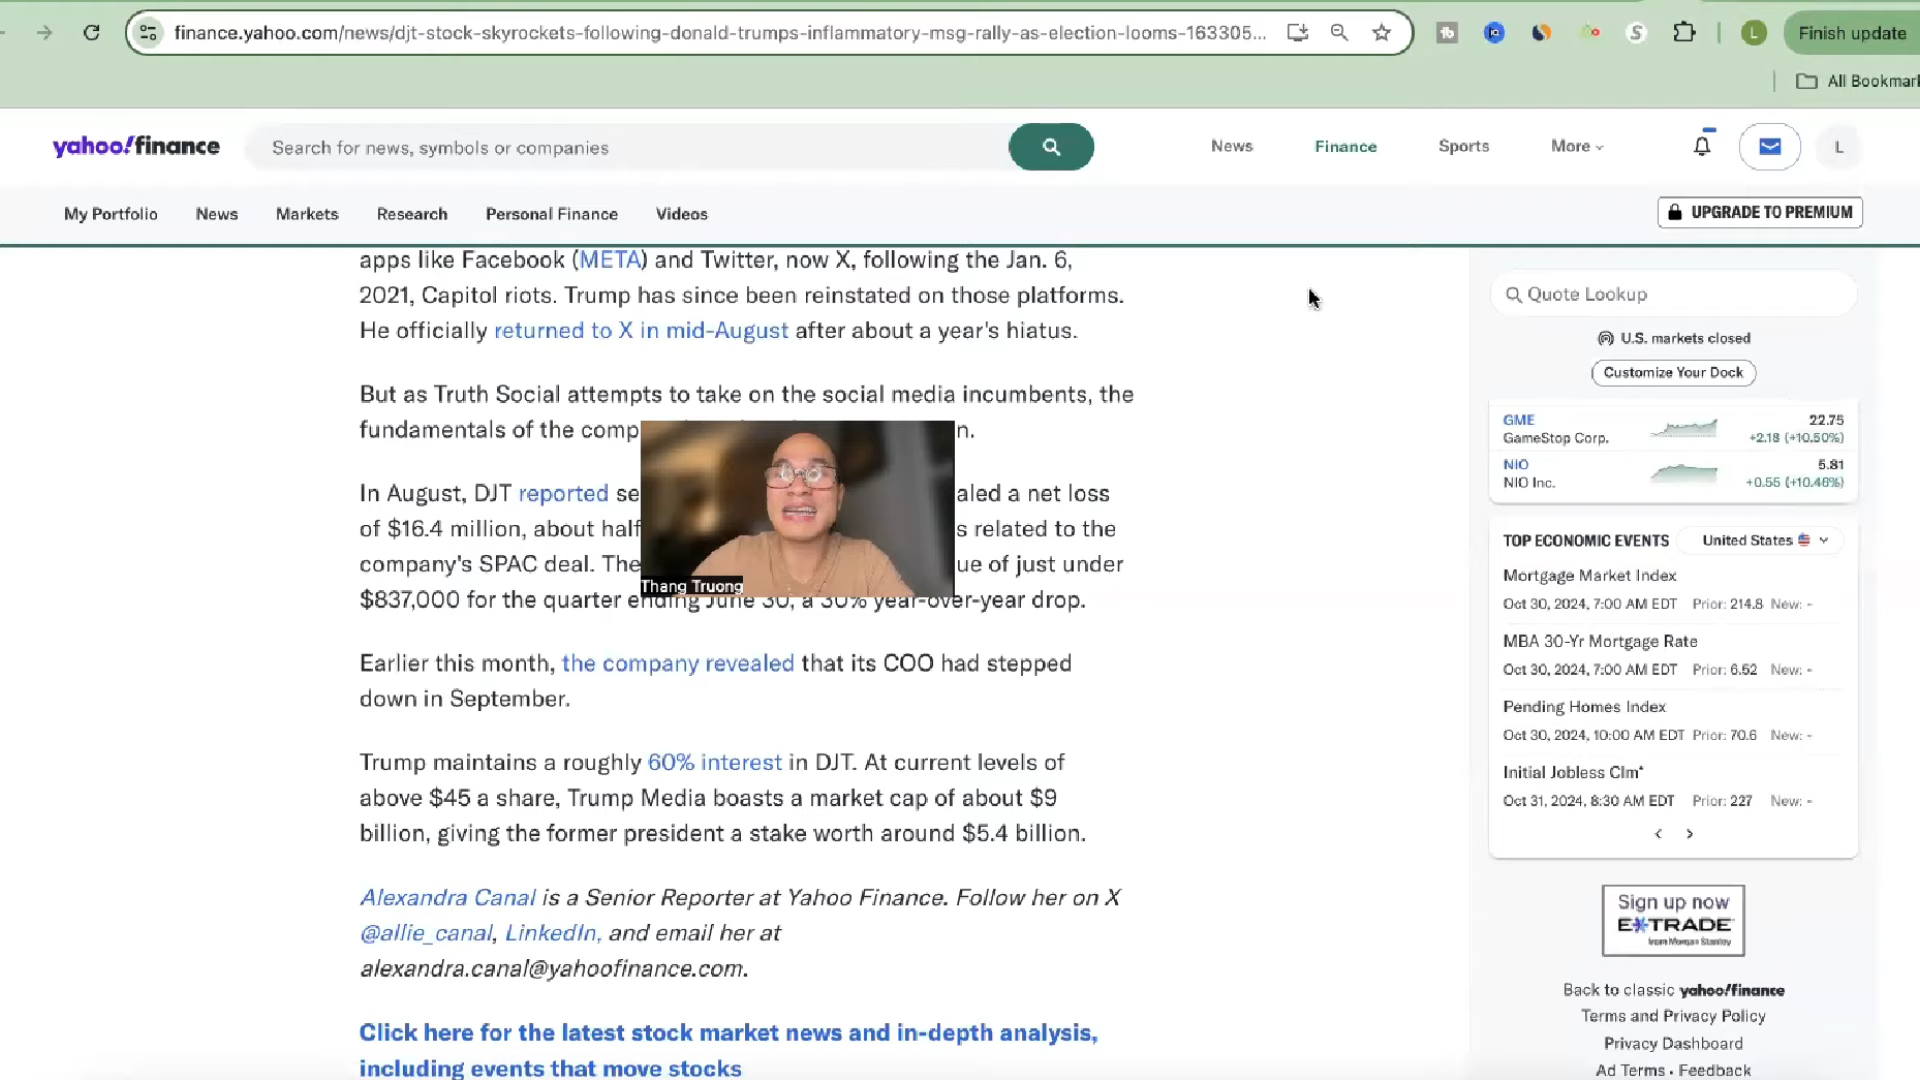 finance.yahoo.com/news/djt-stock-skyrockets-following-donald-trumps-inflammatory-msg-rally-as-election-looms-163305...
L
Finish update
All Bookmar
yahoo!finance
Search for news, symbols or companies
News
Finance
Sports
More
L
My Portfolio
News
Markets
Research
Personal Finance
Videos
UPGRADE TO PREMIUM
apps like Facebook (META) and Twitter, now X, following the Jan. 6,
2021, Capitol riots. Trump has since been reinstated on those platforms.
He officially returned to X in mid-August after about a year's hiatus.
But as Truth Social attempts to take on the social media incumbents, the
fundamentals of the comp n.
In August, DJT reported se aled a net loss
of $16.4 million, about half s related to the
company's SPAC deal. The ue of just under
$837,000 for the quarter ending June 30, a 30% year-over-year drop.
Thang Truong
Earlier this month, the company revealed that its COO had stepped
down in September.
Trump maintains a roughly 60% interest in DJT. At current levels of
above $45 a share, Trump Media boasts a market cap of about $9
billion, giving the former president a stake worth around $5.4 billion.
Alexandra Canal is a Senior Reporter at Yahoo Finance. Follow her on X
@allie_canal, LinkedIn, and email her at
alexandra.canal@yahoofinance.com.
Click here for the latest stock market news and in-depth analysis,
including events that move stocks
Quote Lookup
U.S. markets closed
Customize Your Dock
GME 22.75
GameStop Corp. +2.18 (+10.50%)
NIO 5.81
NIO Inc. +0.55 (+10.46%)
TOP ECONOMIC EVENTS United States
Mortgage Market Index
Oct 30, 2024, 7:00 AM EDT Prior: 214.8 New: -
MBA 30-Yr Mortgage Rate
Oct 30, 2024, 7:00 AM EDT Prior: 6.52 New: -
Pending Homes Index
Oct 30, 2024, 10:00 AM EDT Prior: 70.6 New: -
Initial Jobless Clm*
Oct 31, 2024, 8:30 AM EDT Prior: 227 New: -
Sign up now
E*TRADE
from Morgan Stanley
Back to classic yahoo!finance
Terms and Privacy Policy
Privacy Dashboard
Ad Terms • Feedback